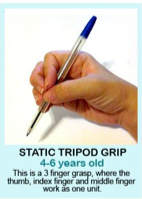 STATIC TRIPOD GRIP
4-6 years old
This is a 3 finger grasp, where the
thumb, index finger and middle finger
work as one unit.